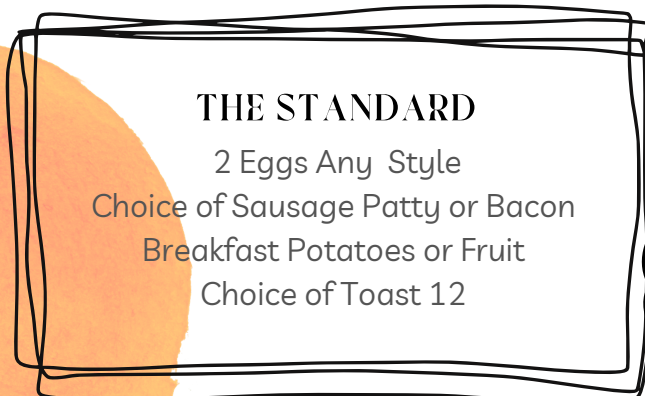 THE STANDARD
2 Eggs Any Style
Choice of Sausage Patty or Bacon
Breakfast Potatoes or Fruit
Choice of Toast 12